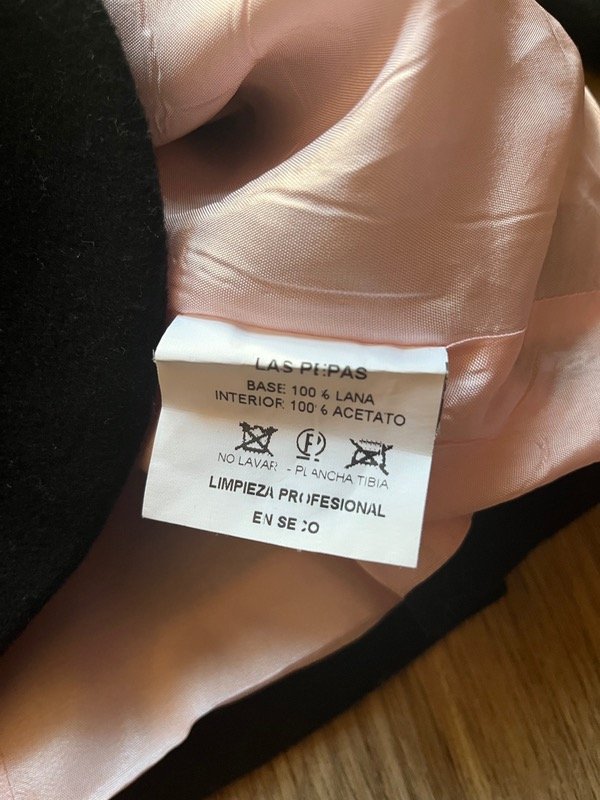 LAS PEPAS
BASE 100 % LANA
INTERIOR 100 % ACETATO
P
NO LAVAR - PLANCHA TIBIA
LIMPIEZA PROFESIONAL
EN SECO